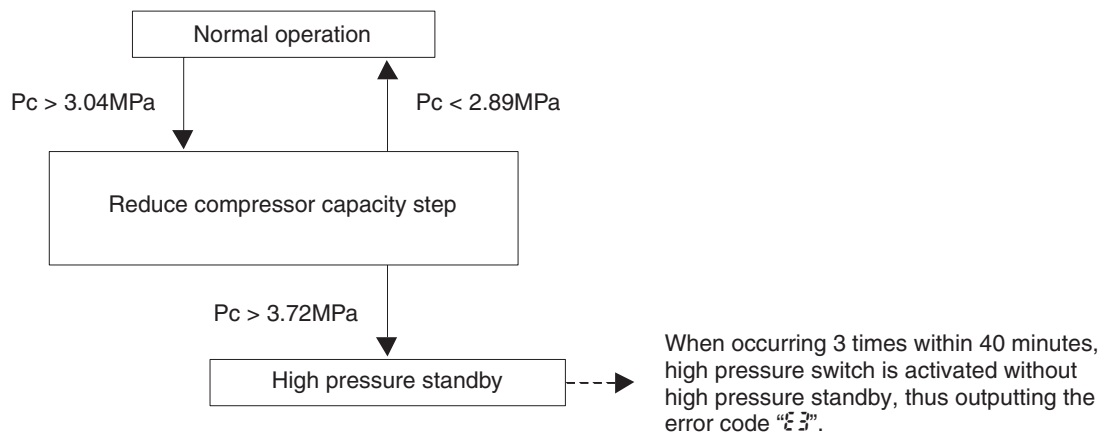 Normal operation
Pc > 3.04MPa
Pc < 2.89MPa
Reduce compressor capacity step
Pc > 3.72MPa
High pressure standby
When occurring 3 times within 40 minutes,
high pressure switch is activated without
high pressure standby, thus outputting the
error code “E3”.